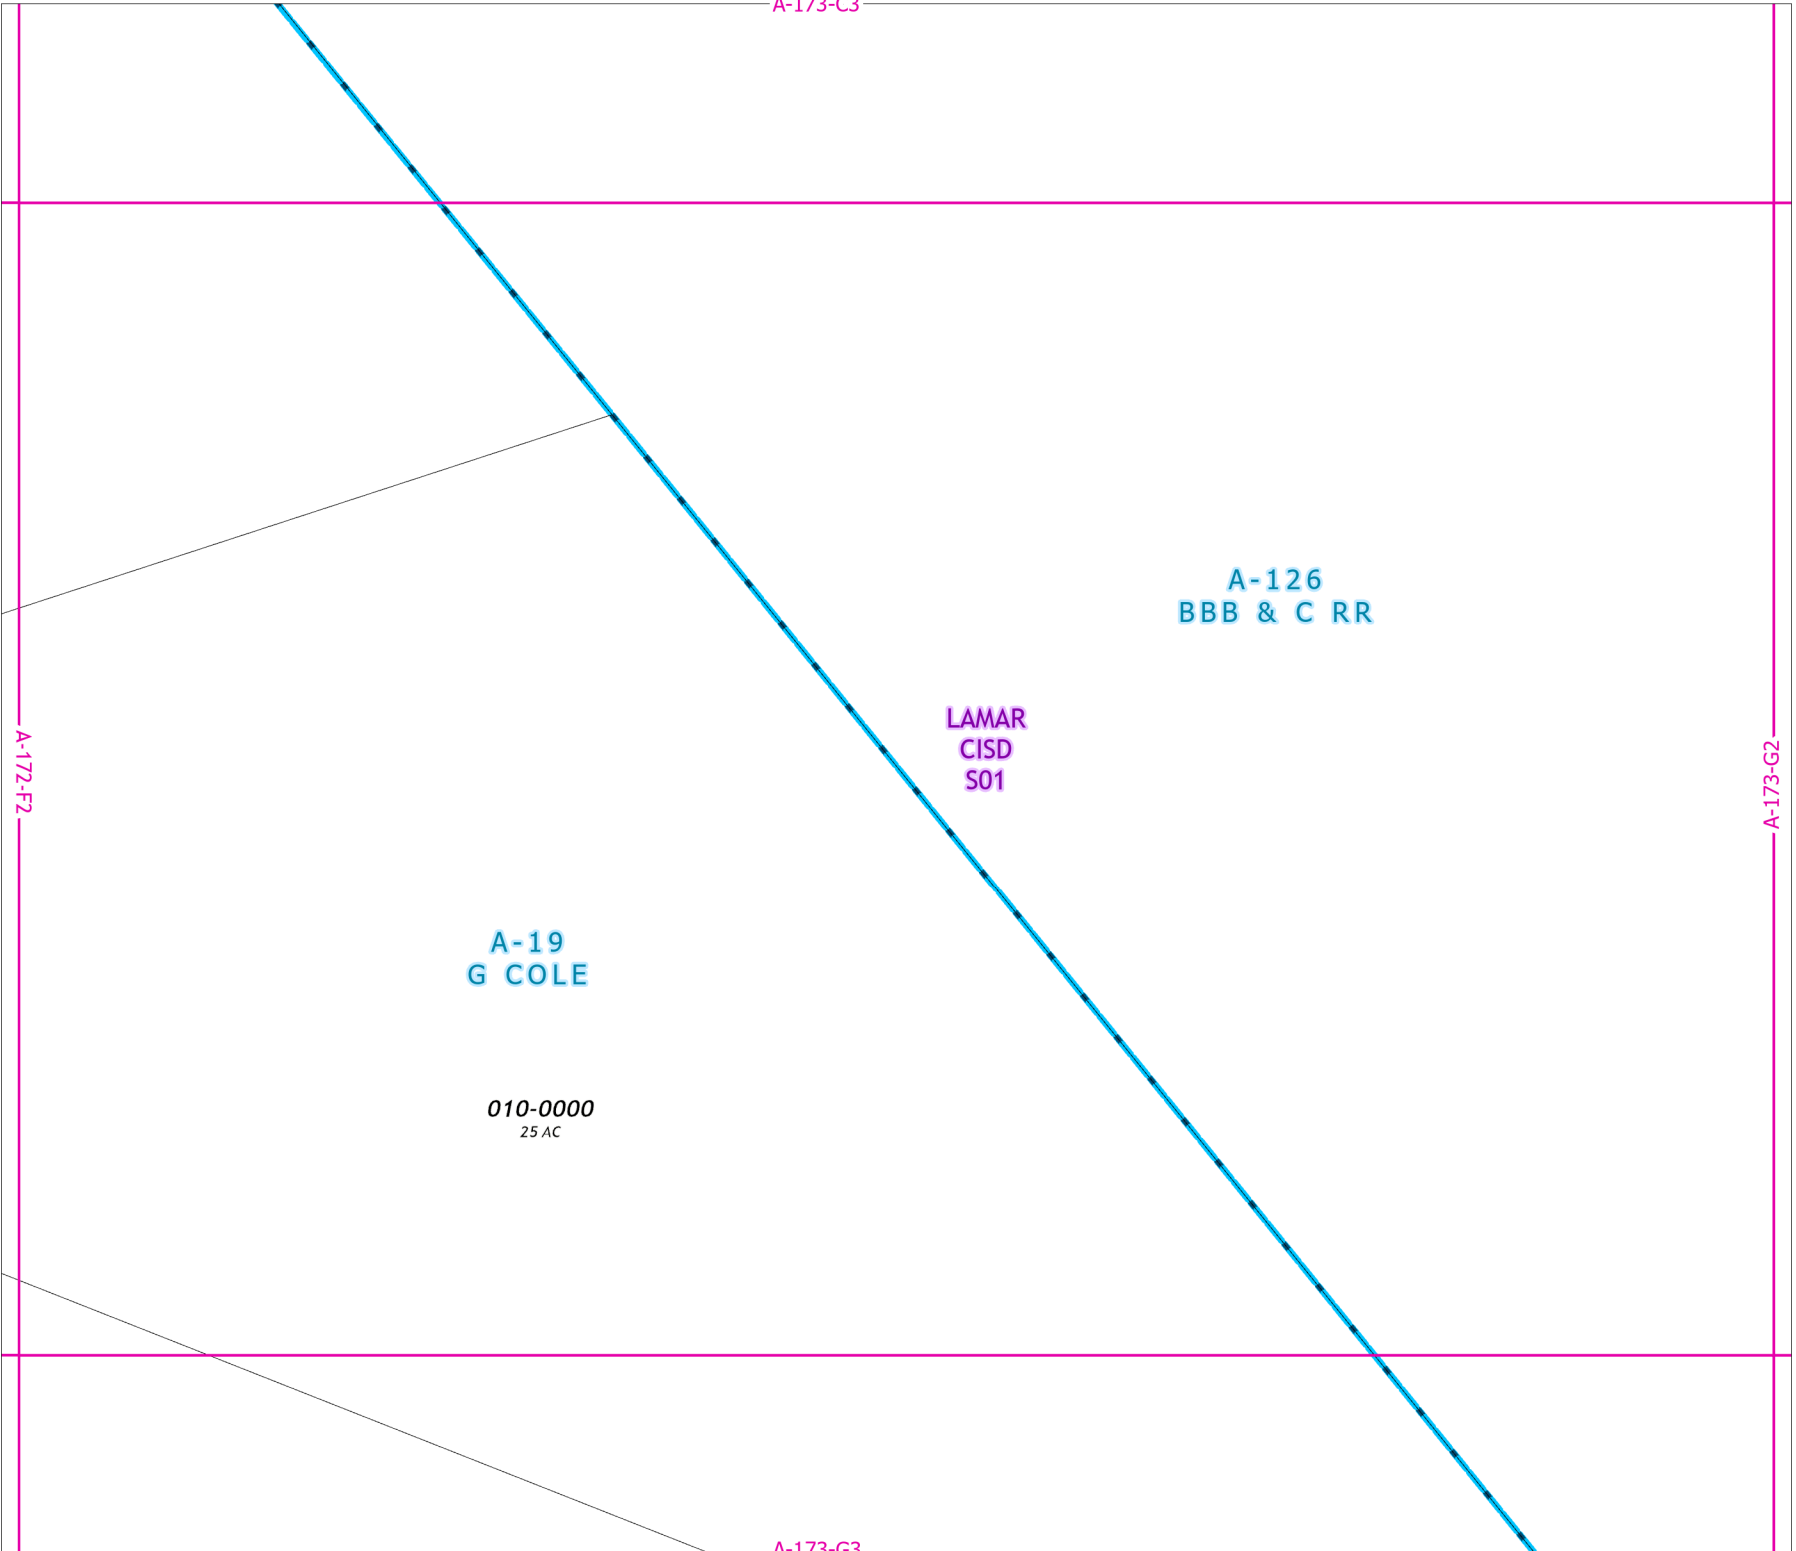 A-173-C3
A-126
BBB & C RR
LAMAR
CISD
S01
A-172-F2
A-173-G2
A-19
G COLE
010-0000
25 AC
A-173-G3